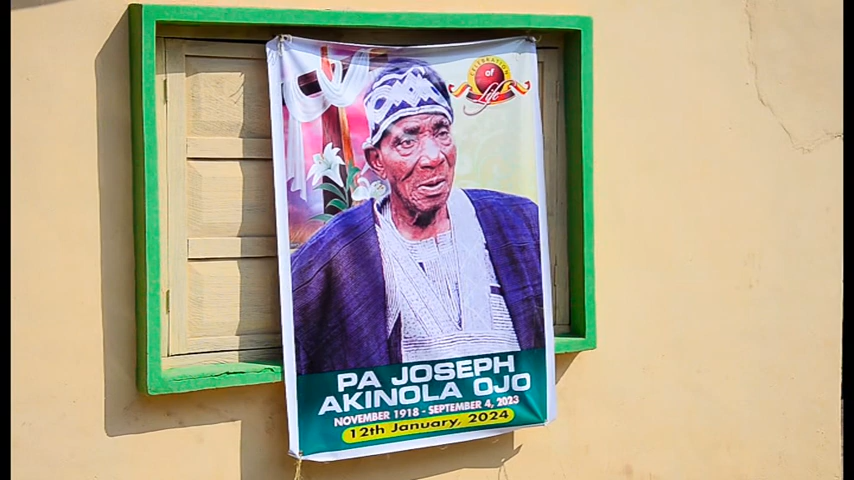 CELEBRATION
of
Life
PA JOSEPH
AKINOLA OJO
NOVEMBER 1918 - SEPTEMBER 4, 2023
12th January, 2024